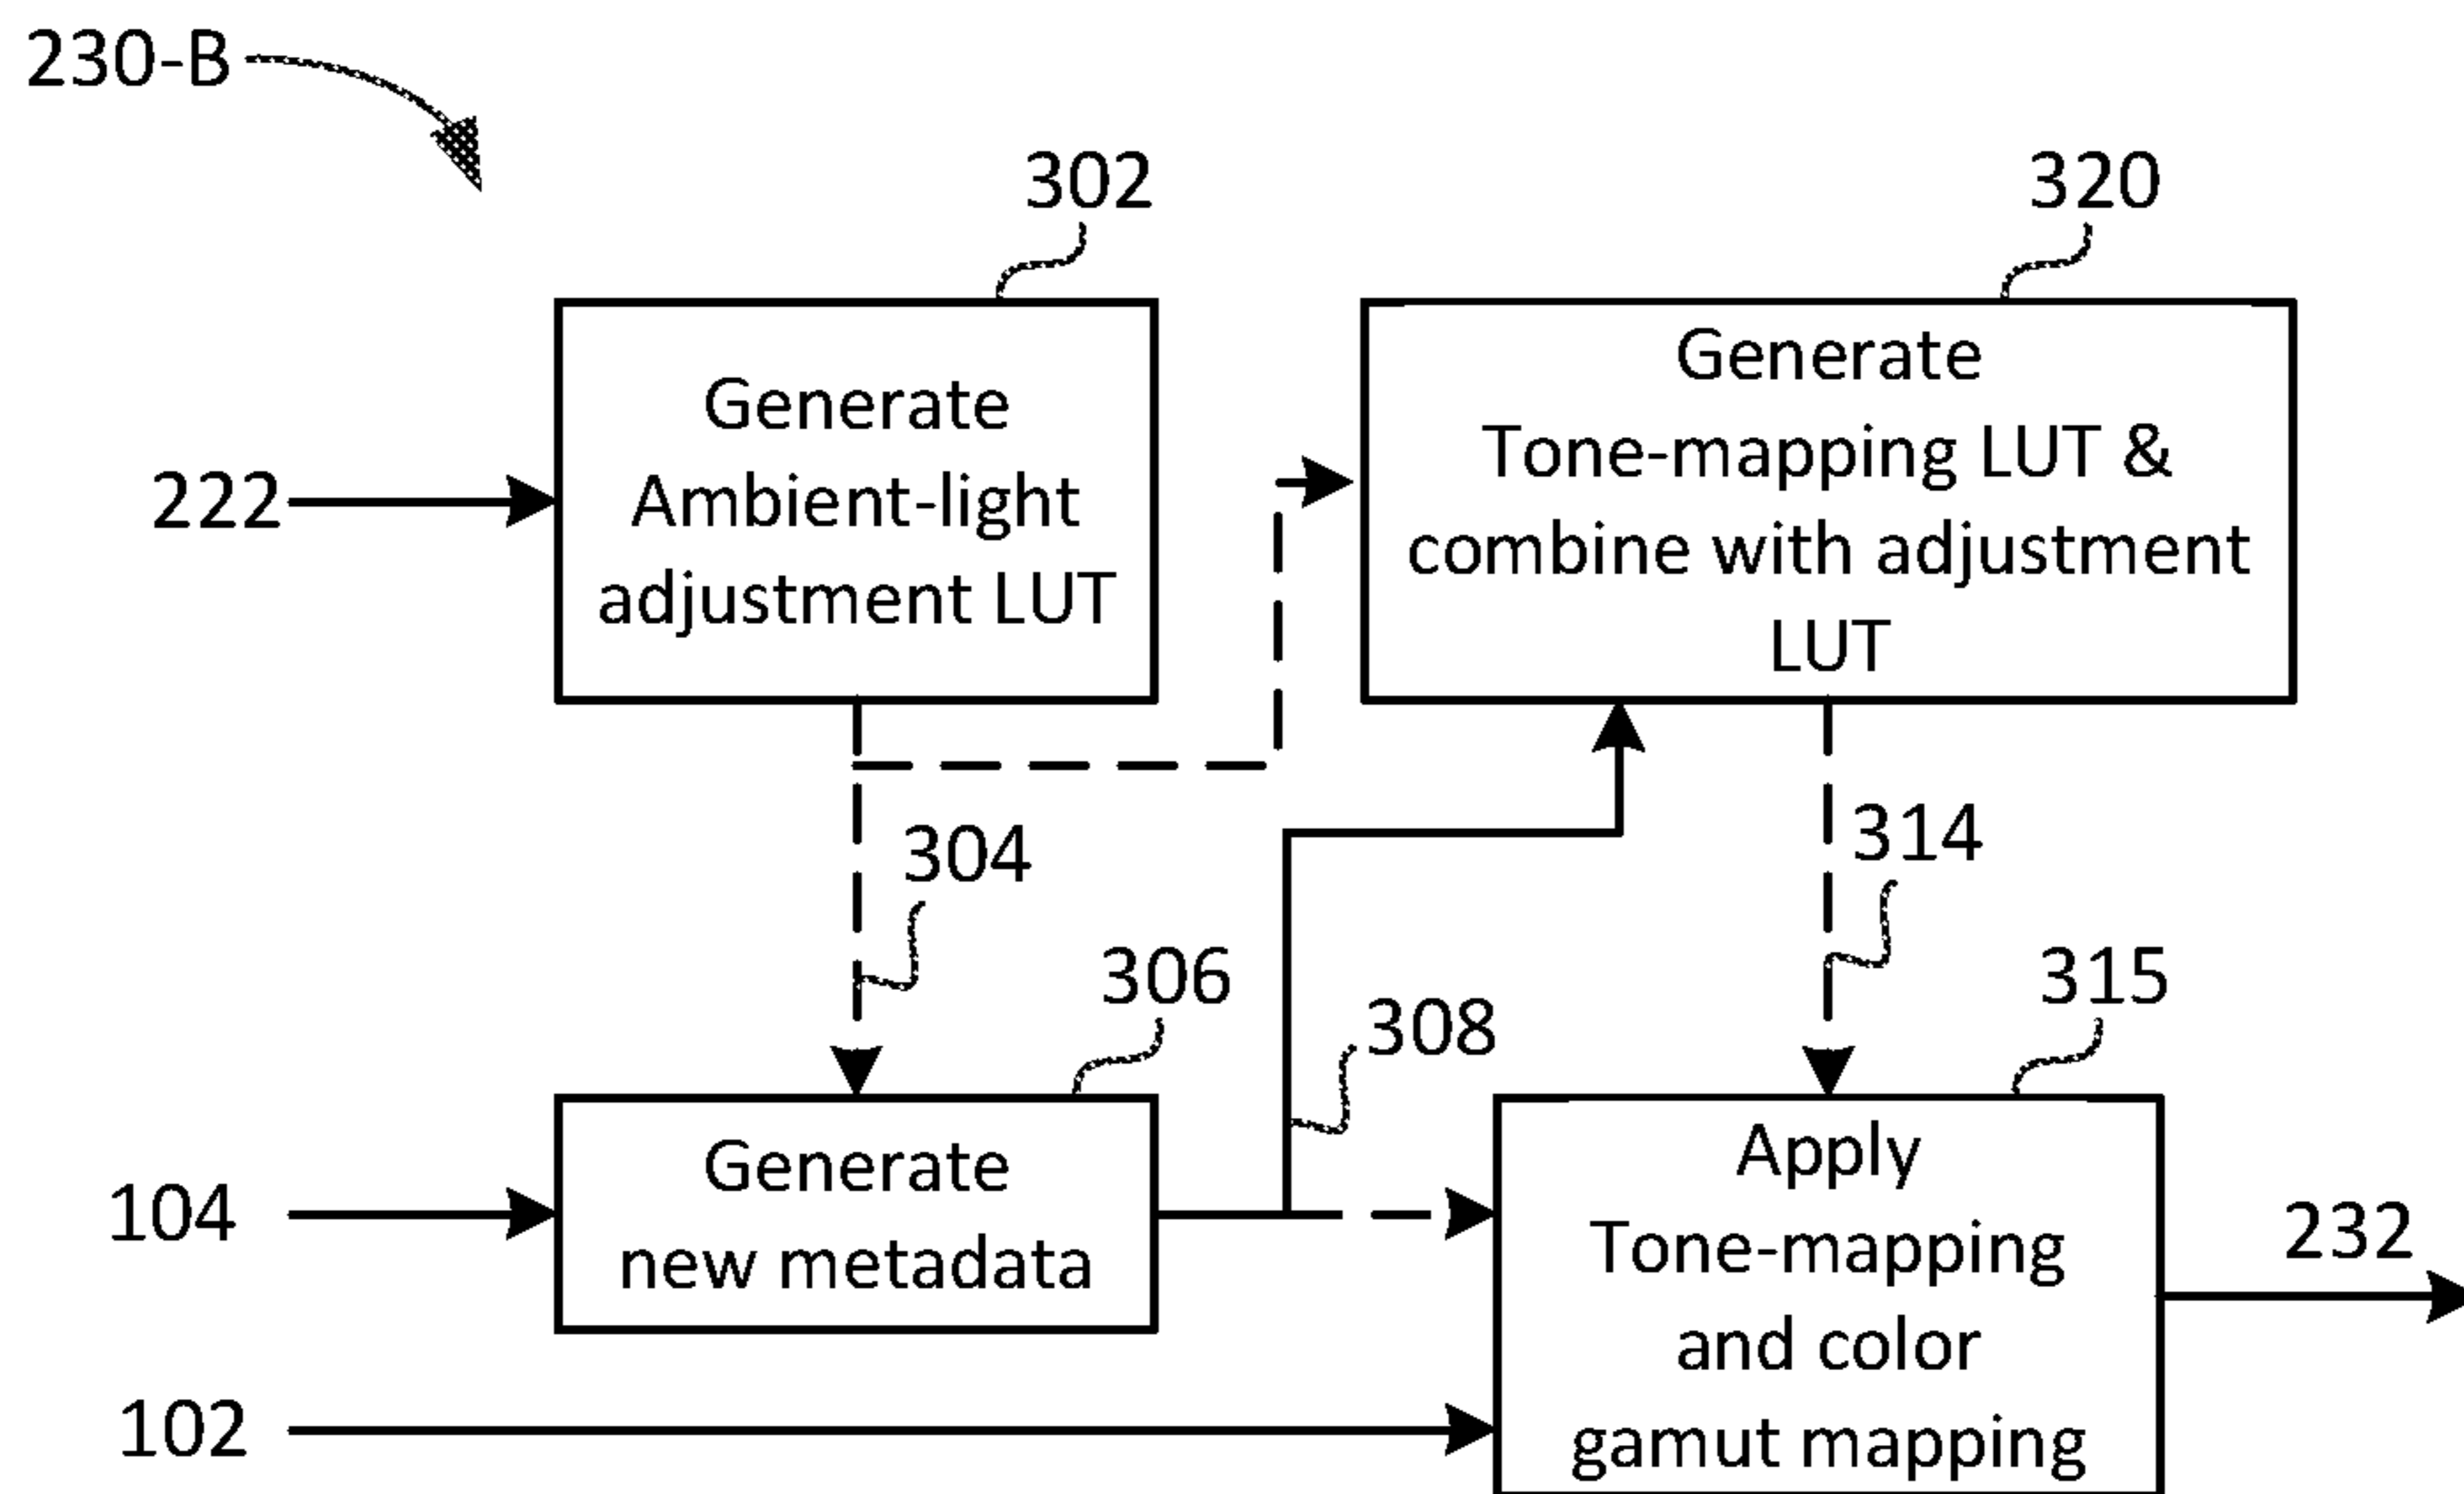 230-B
302
320
Generate
Ambient-light
adjustment LUT
Generate
Tone-mapping LUT &
combine with adjustment
LUT
222
304
314
306
308
315
104
Generate
new metadata
Apply
Tone-mapping
and color
gamut mapping
232
102